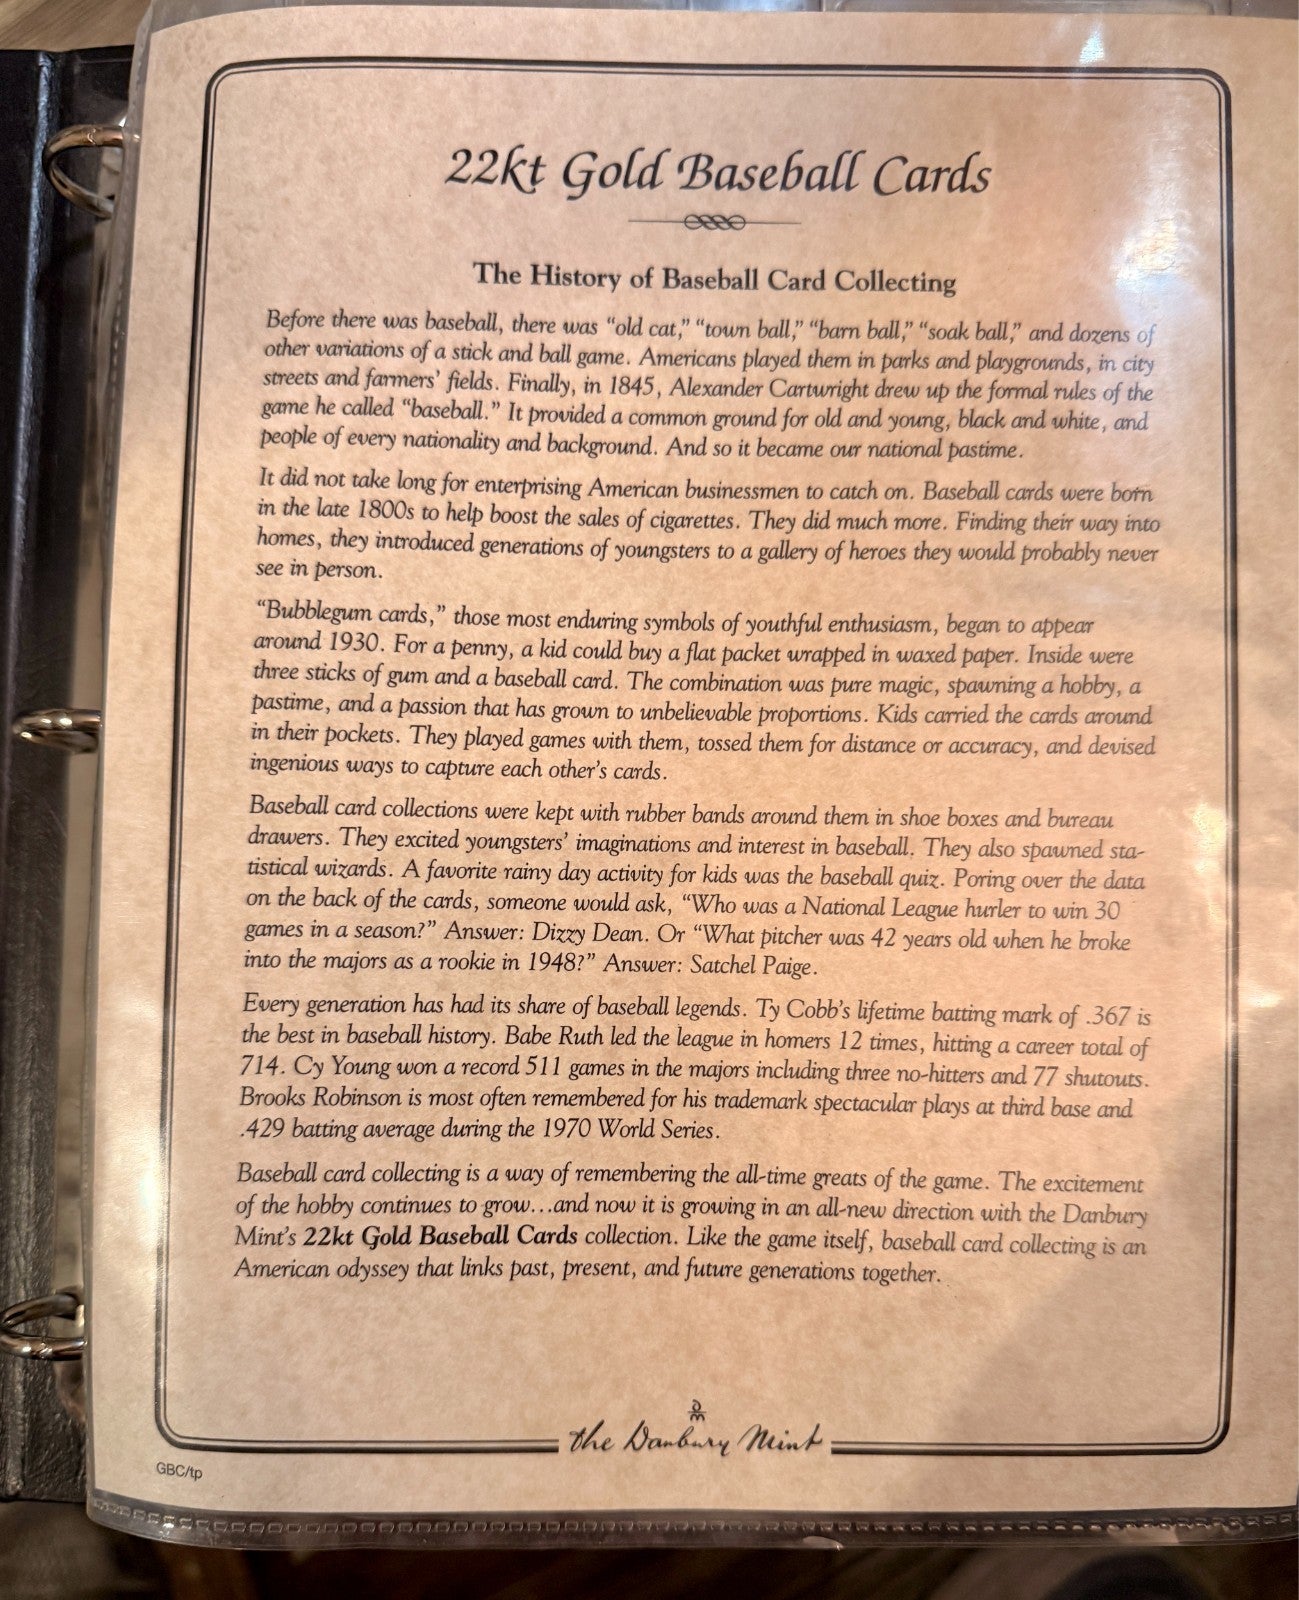 22kt Gold Baseball Cards
The History of Baseball Card Collecting
Before there was baseball, there was “old cat,” “town ball,” “barn ball,” “soak ball,” and dozens of
other variations of a stick and ball game. Americans played them in parks and playgrounds, in city
streets and farmers’ fields. Finally, in 1845, Alexander Cartwright drew up the formal rules of the
game he called “baseball.” It provided a common ground for old and young, black and white, and
people of every nationality and background. And so it became our national pastime.
It did not take long for enterprising American businessmen to catch on. Baseball cards were born
in the late 1800s to help boost the sales of cigarettes. They did much more. Finding their way into
homes, they introduced generations of youngsters to a gallery of heroes they would probably never
see in person.
“Bubblegum cards,” those most enduring symbols of youthful enthusiasm, began to appear
around 1930. For a penny, a kid could buy a flat packet wrapped in waxed paper. Inside were
three sticks of gum and a baseball card. The combination was pure magic, spawning a hobby, a
pastime, and a passion that has grown to unbelievable proportions. Kids carried the cards around
in their pockets. They played games with them, tossed them for distance or accuracy, and devised
ingenious ways to capture each other’s cards.
Baseball card collections were kept with rubber bands around them in shoe boxes and bureau
drawers. They excited youngsters’ imaginations and interest in baseball. They also spawned sta-
tistical wizards. A favorite rainy day activity for kids was the baseball quiz. Poring over the data
on the back of the cards, someone would ask, “Who was a National League hurler to win 30
games in a season?” Answer: Dizzy Dean. Or “What pitcher was 42 years old when he broke
into the majors as a rookie in 1948?” Answer: Satchel Paige.
Every generation has had its share of baseball legends. Ty Cobb’s lifetime batting mark of .367 is
the best in baseball history. Babe Ruth led the league in homers 12 times, hitting a career total of
714. Cy Young won a record 511 games in the majors including three no-hitters and 77 shutouts.
Brooks Robinson is most often remembered for his trademark spectacular plays at third base and
.429 batting average during the 1970 World Series.
Baseball card collecting is a way of remembering the all-time greats of the game. The excitement
of the hobby continues to grow...and now it is growing in an all-new direction with the Danbury
Mint’s 22kt Gold Baseball Cards collection. Like the game itself, baseball card collecting is an
American odyssey that links past, present, and future generations together.
DM
the Danbury Mint
GBC/tp